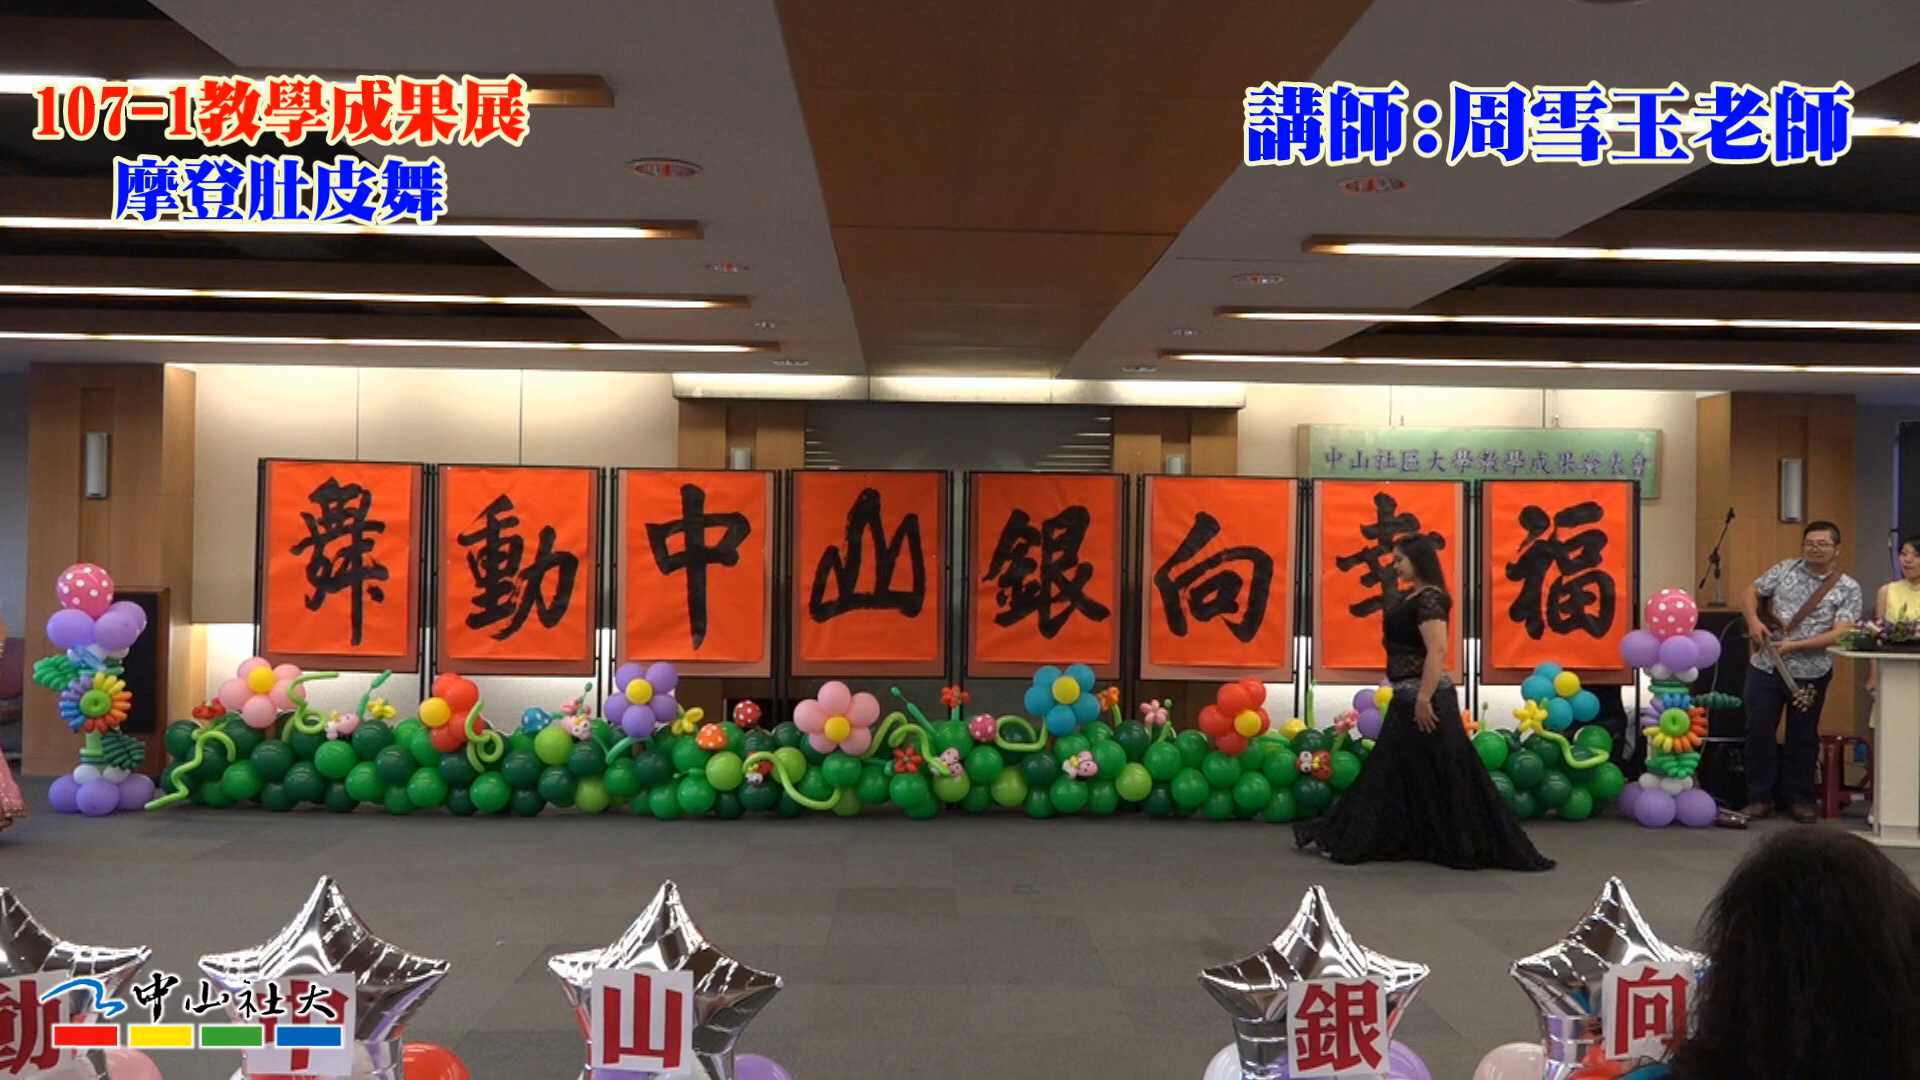 107-1教學成果展
摩登肚皮舞
講師:周雪玉老師
中山社區大學教學成果發表會
舞動中山銀向幸福
動 中 山 銀 向
中山社大